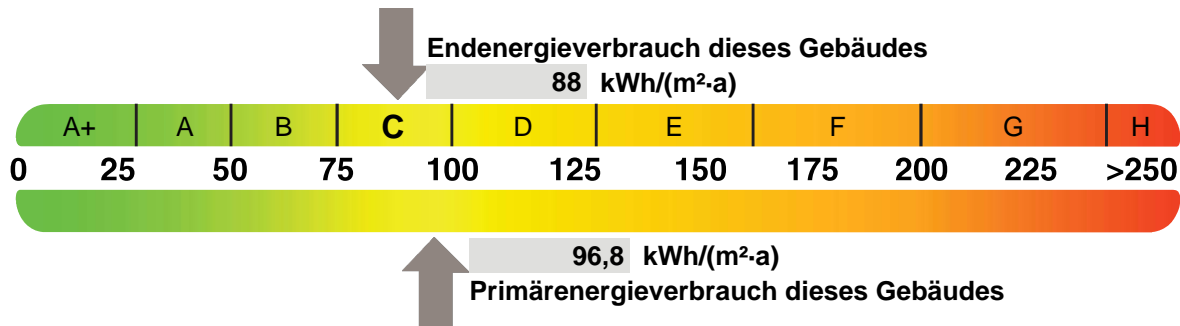 Endenergieverbrauch dieses Gebäudes
88 kWh/(m²·a)
A+ A B C D E F G H
0 25 50 75 100 125 150 175 200 225 >250
96,8 kWh/(m²·a)
Primärenergieverbrauch dieses Gebäudes